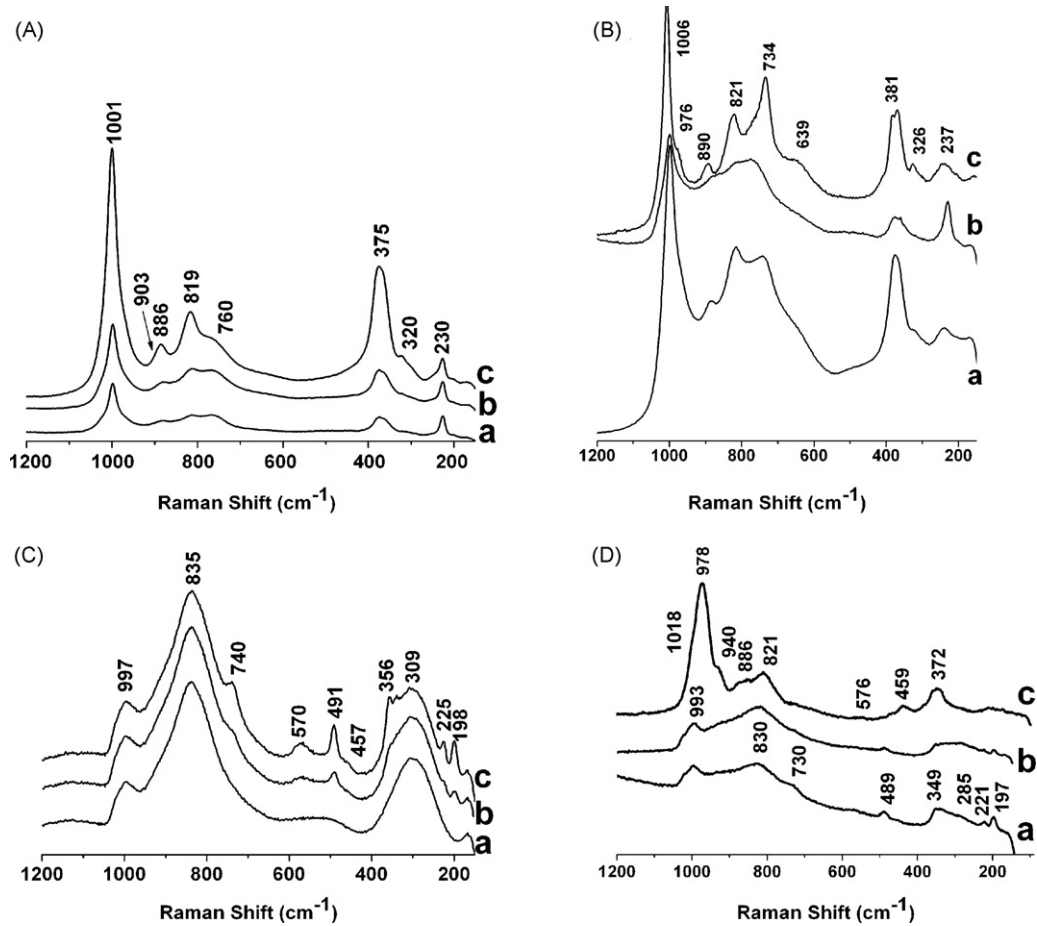 (A)
1001
903
886
819
760
375
320
230
c
b
a
1200 1000 800 600 400 200
Raman Shift (cm-1)
(B)
1006
976
890
821
734
639
381
326
237
c
b
a
1200 1000 800 600 400 200
Raman Shift (cm-1)
(C)
997
835
740
570
491
457
356
309
225
198
c
b
a
1200 1000 800 600 400 200
Raman Shift (cm-1)
(D)
1018
978
940
886
821
576
459
372
c
993
b
830
730
489
349
285
221
197
a
1200 1000 800 600 400 200
Raman Shift (cm-1)